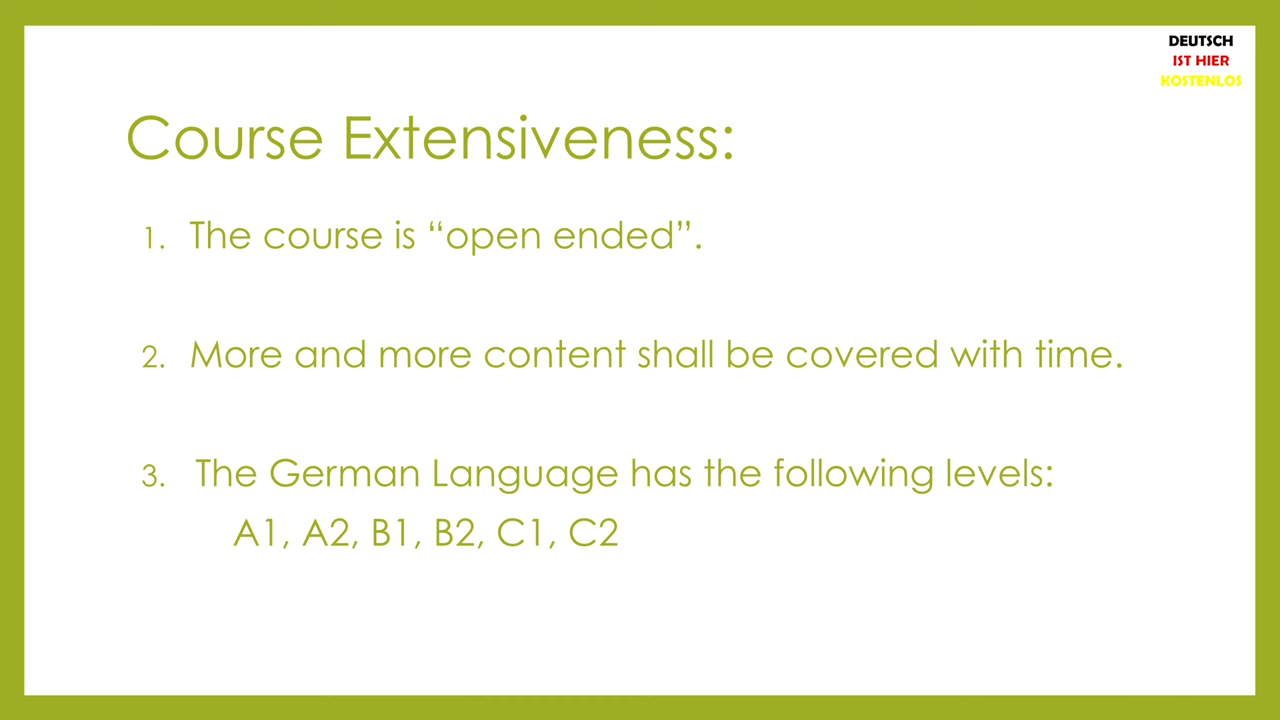 DEUTSCH
IST HIER
KOSTENLOS
Course Extensiveness:
1. The course is “open ended”.
2. More and more content shall be covered with time.
3. The German Language has the following levels:
A1, A2, B1, B2, C1, C2